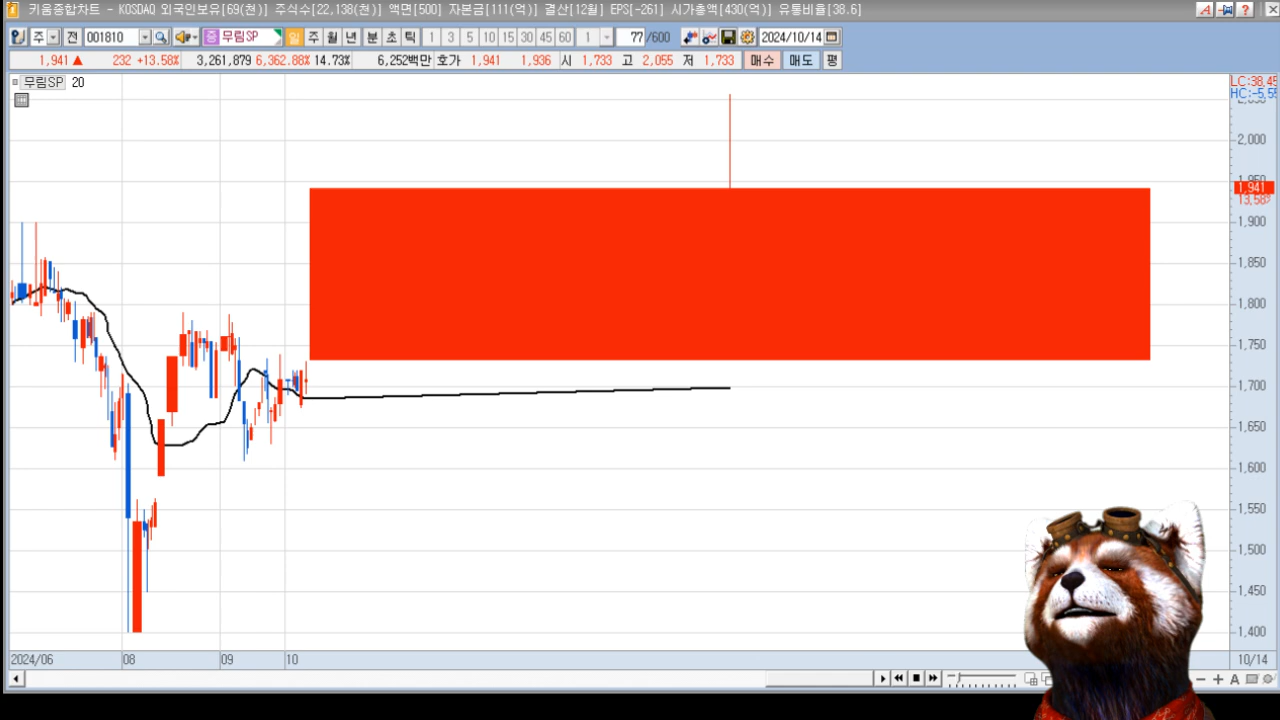 키움종합차트 - KOSDAQ 외국인보유[69(천)] 주식수[22,138(천)] 액면[500] 자본금[111(억)] 결산[12월] EPS[-261] 시가총액[430(억)] 유통비율[38.6]
주 전 001810 증 무림SP 일 주 월 년 분 초 틱 1 3 5 10 15 30 45 60 1 77 /600 2024/10/14
1,941 ▲ 232 +13.58% 3,261,879 6,362.88% 14.73% 6,252백만 호가 1,941 1,936 시 1,733 고 2,055 저 1,733 매수 매도 평
무림SP 20
LC:38,45
HC:-5,55
2,000
1,950
1,941
13,58%
1,900
1,850
1,800
1,750
1,700
1,650
1,600
1,550
1,500
1,450
1,400
2024/06 08 09 10 10/14
A